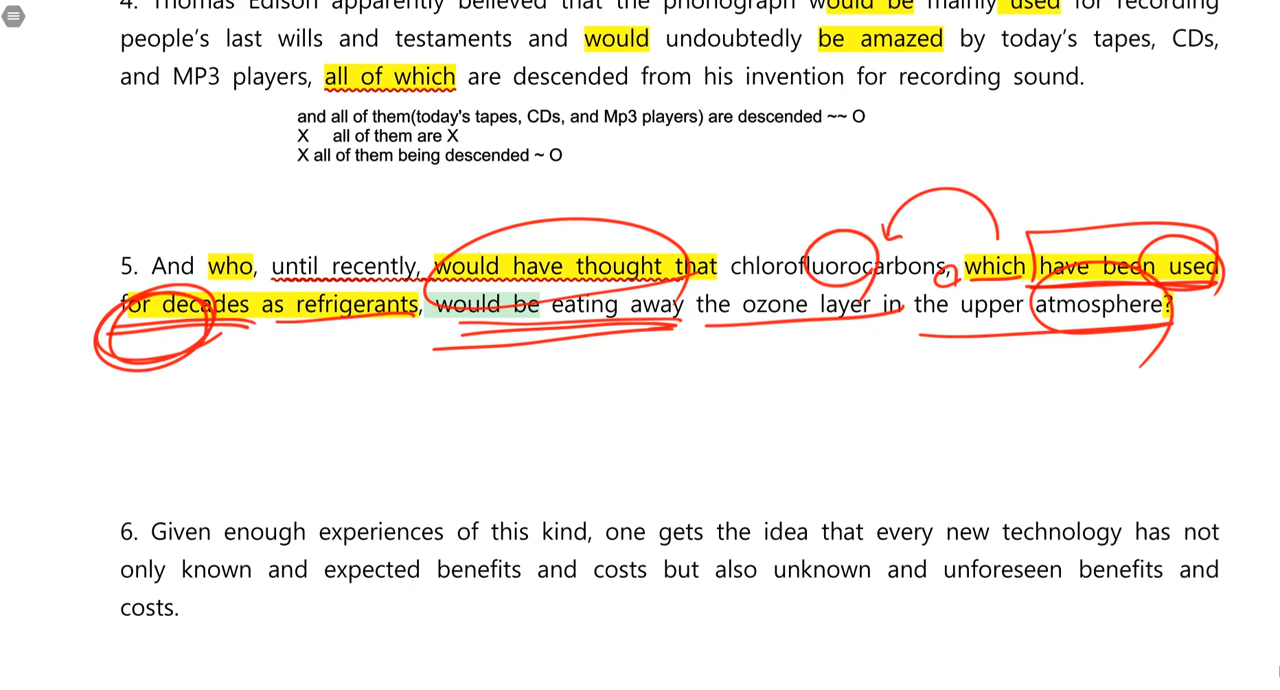 4. Thomas Edison apparently believed that the phonograph would be mainly used for recording
people's last wills and testaments and would undoubtedly be amazed by today's tapes, CDs,
and MP3 players, all of which are descended from his invention for recording sound.
and all of them(today's tapes, CDs, and Mp3 players) are descended ~~ O
X all of them are X
X all of them being descended ~ O
5. And who, until recently, would have thought that chlorofluorocarbons, which have been used
for decades as refrigerants, would be eating away the ozone layer in the upper atmosphere?
6. Given enough experiences of this kind, one gets the idea that every new technology has not
only known and expected benefits and costs but also unknown and unforeseen benefits and
costs.